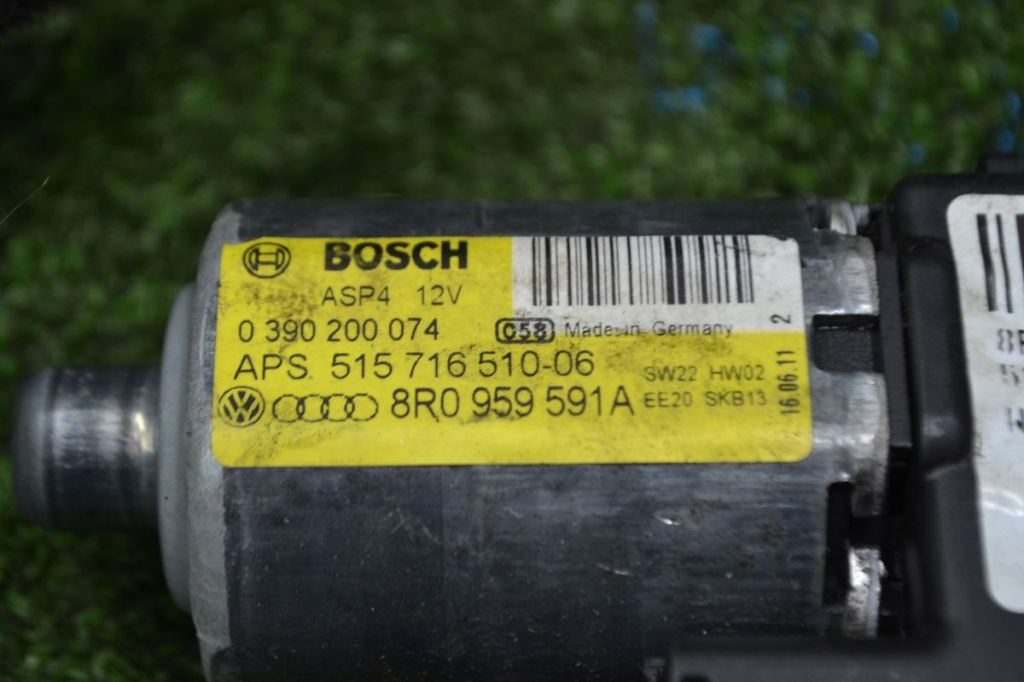 BOSCH
ASP4 12V
0 390 200 074 C58 Made in Germany
APS 515 716 510-06 SW22 HW02
8R0 959 591A EE20 SKB13
2
16.06.11